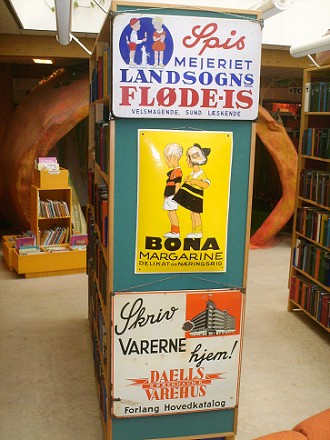 Spis
MEJERIET
LANDSOGNS
FLØDE-IS
VELSMAGENDE, SUND, LÆSKENDE
BONA
MARGARINE
DELIKAT OG NÆRINGSRIG
Skriv
VARERNE
hjem!
DAELLS
KØBENHAVN K
VAREHUS
Forlang Hovedkatalog